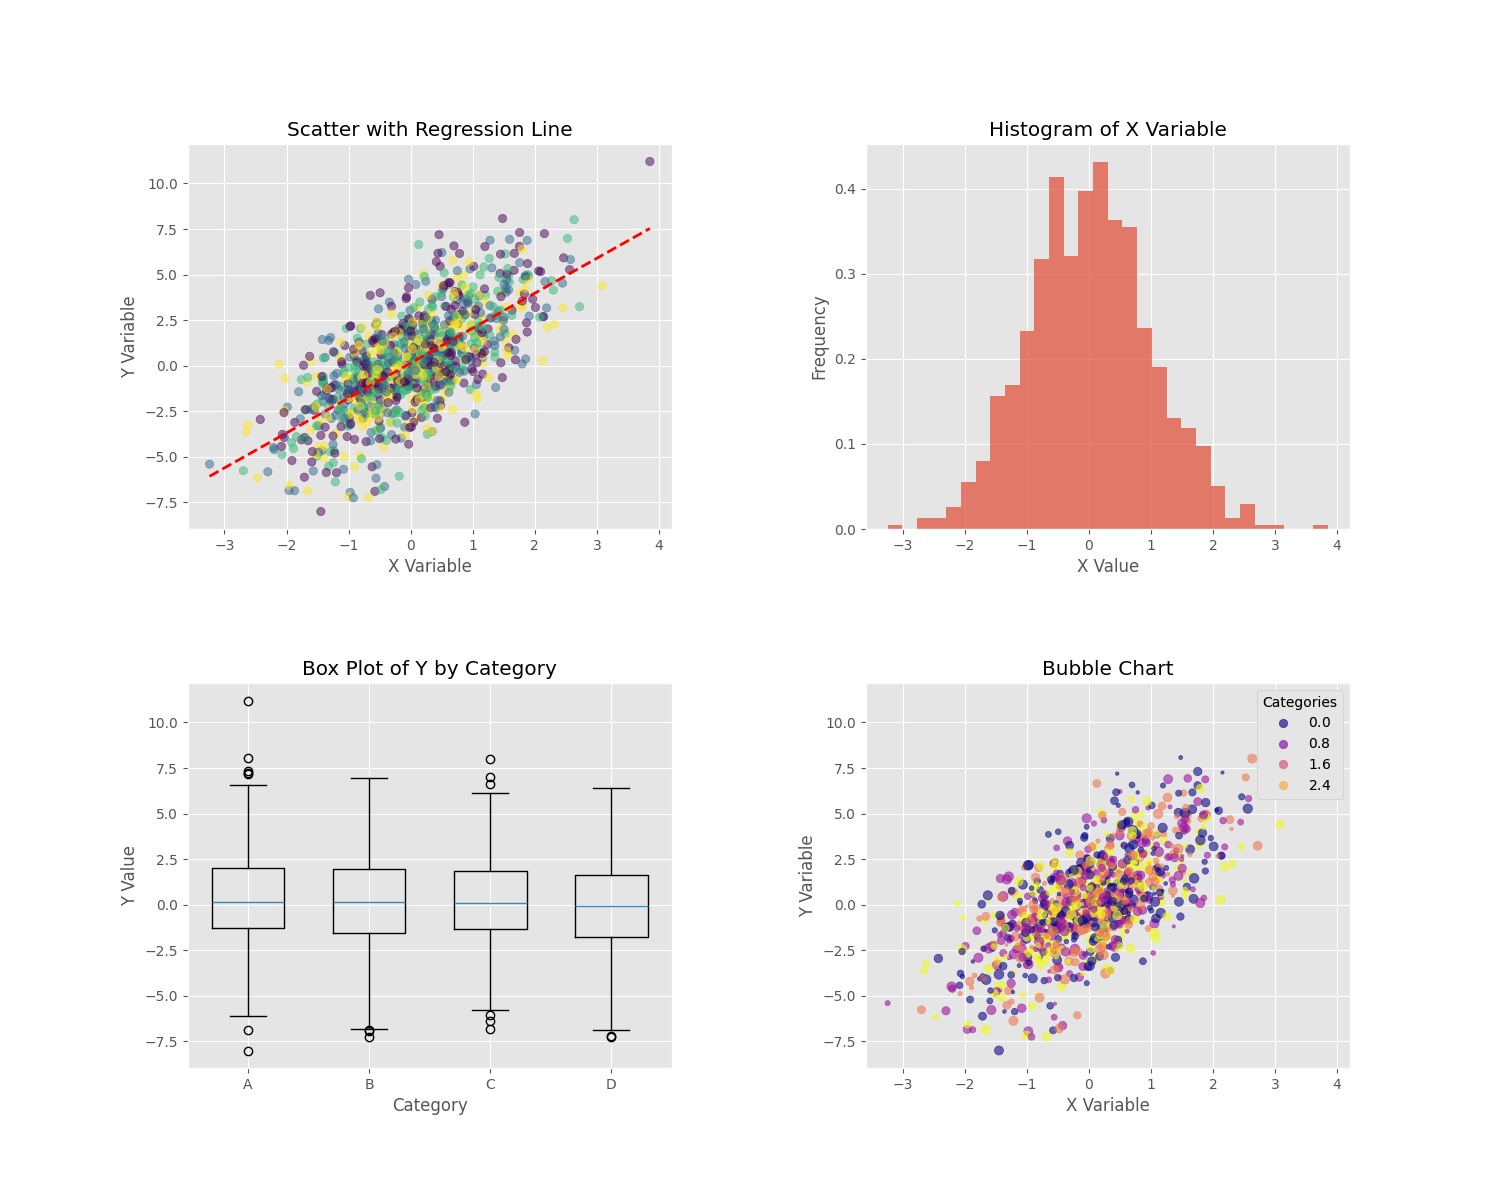 Scatter with Regression Line
10.0
7.5
5.0
2.5
0.0
−2.5
−5.0
−7.5
Y Variable
−3 −2 −1 0 1 2 3 4
X Variable
Histogram of X Variable
0.4
0.3
0.2
0.1
0.0
Frequency
−3 −2 −1 0 1 2 3 4
X Value
Box Plot of Y by Category
10.0
7.5
5.0
2.5
0.0
−2.5
−5.0
−7.5
Y Value
A B C D
Category
Bubble Chart
10.0
7.5
5.0
2.5
0.0
−2.5
−5.0
−7.5
Y Variable
Categories
0.0
0.8
1.6
2.4
−3 −2 −1 0 1 2 3 4
X Variable